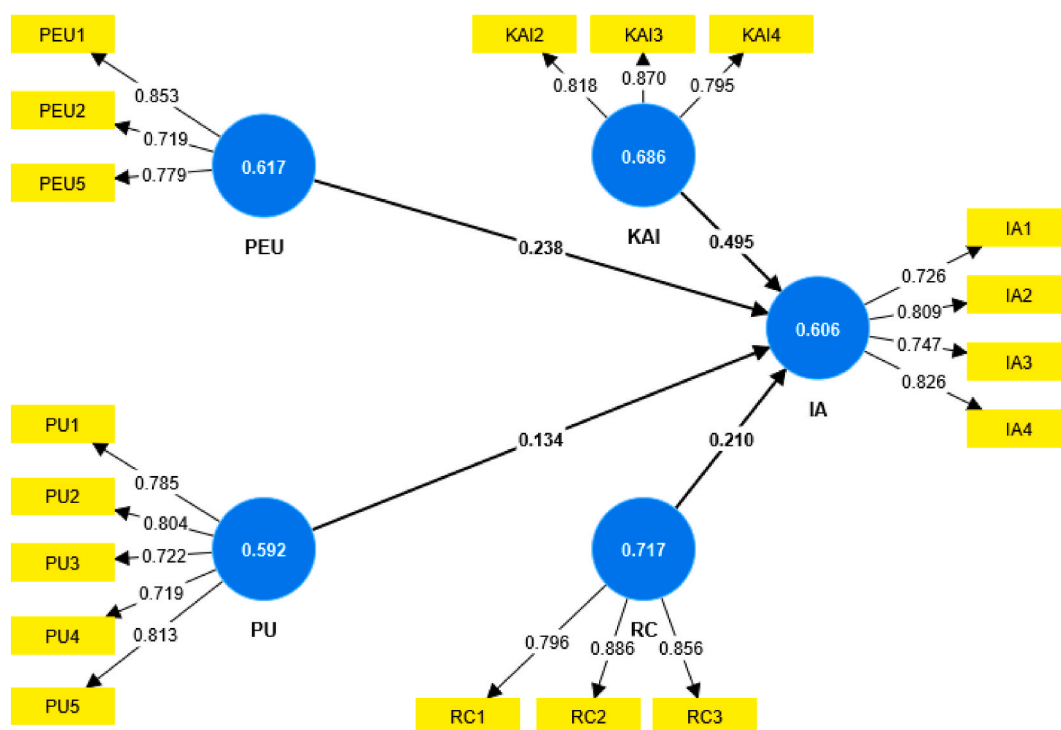 PEU1
PEU2
PEU5
0.853
0.719
0.779
0.617
PEU
KAI2
KAI3
KAI4
0.818
0.870
0.795
0.686
KAI
0.238
0.495
IA1
IA2
IA3
IA4
0.726
0.809
0.747
0.826
0.606
IA
PU1
PU2
PU3
PU4
PU5
0.785
0.804
0.722
0.719
0.813
0.592
PU
0.134
0.210
0.717
RC
0.796
0.886
0.856
RC1
RC2
RC3